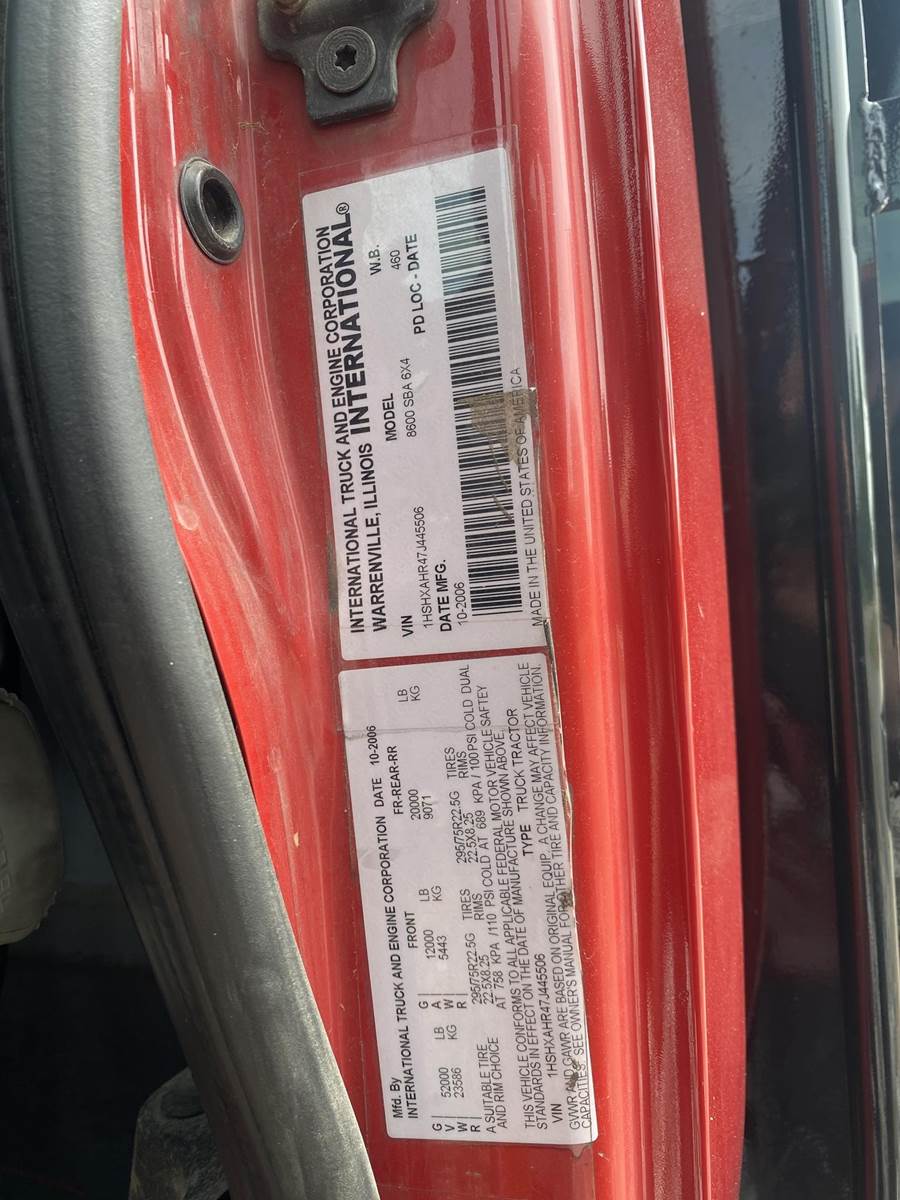 INTERNATIONAL TRUCK AND ENGINE CORPORATION
WARRENVILLE, ILLINOIS INTERNATIONAL®
VIN MODEL W.B.
1HSHXAHR47J445506 8600 SBA 6X4 460
DATE MFG. PD LOC - DATE
10-2006
MADE IN THE UNITED STATES OF AMERICA
Mfd. By
INTERNATIONAL TRUCK AND ENGINE CORPORATION DATE 10-2006
FRONT FR-REAR-RR
G 52000 LB G 12000 LB 20000 LB
V 23586 KG A 5443 KG 9071 KG
W W
R R
A SUITABLE TIRE 295/75R22.5G TIRES 295/75R22.5G TIRES
AND RIM CHOICE 22.5X8.25 RIMS 22.5X8.25 RIMS
AT 758 KPA /110 PSI COLD AT 689 KPA / 100PSI COLD DUAL
THIS VEHICLE CONFORMS TO ALL APPLICABLE FEDERAL MOTOR VEHICLE SAFTEY
STANDARDS IN EFFECT ON THE DATE OF MANUFACTURE SHOWN ABOVE.
VIN 1HSHXAHR47J445506 TYPE TRUCK TRACTOR
GVWR AND GAWR ARE BASED ON ORIGINAL EQUIP. A CHANGE MAY AFFECT VEHICLE
CAPACITIES SEE OWNER'S MANUAL FOR OTHER TIRE AND CAPACITY INFORMATION.